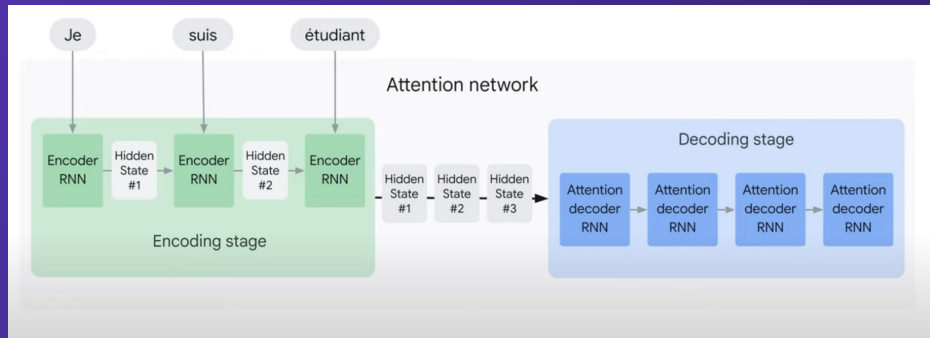 Je
suis
étudiant
Attention network
Encoder
RNN
Hidden
State
#1
Encoder
RNN
Hidden
State
#2
Encoder
RNN
Encoding stage
Hidden
State
#1
Hidden
State
#2
Hidden
State
#3
Decoding stage
Attention
decoder
RNN
Attention
decoder
RNN
Attention
decoder
RNN
Attention
decoder
RNN